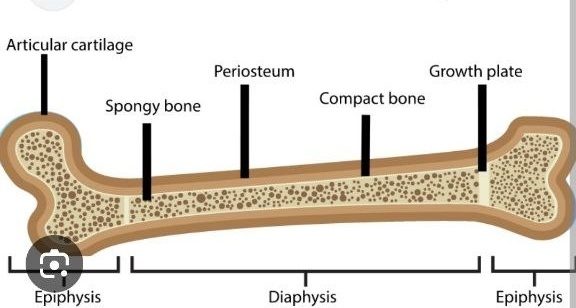 Articular cartilage
Periosteum
Growth plate
Spongy bone
Compact bone
Epiphysis
Diaphysis
Epiphysis